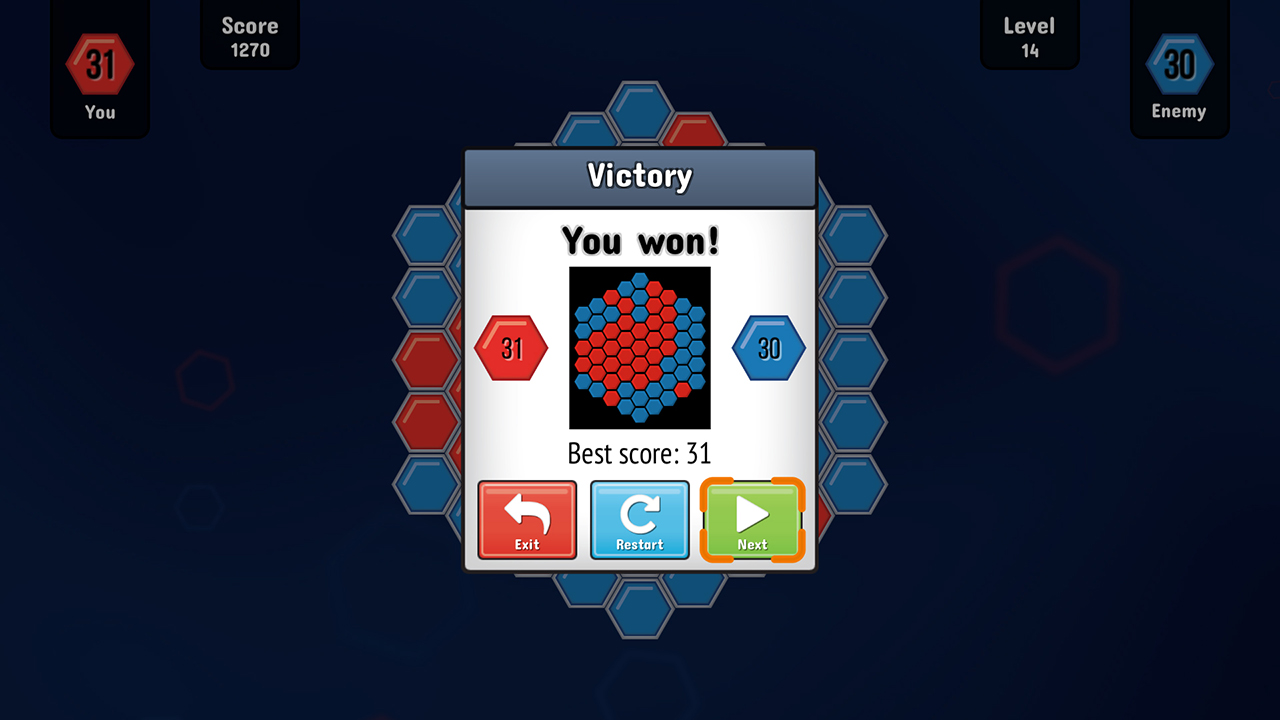 31
You
Score
1270
Level
14
30
Enemy
Victory
You won!
31
30
Best score: 31
Exit
Restart
Next